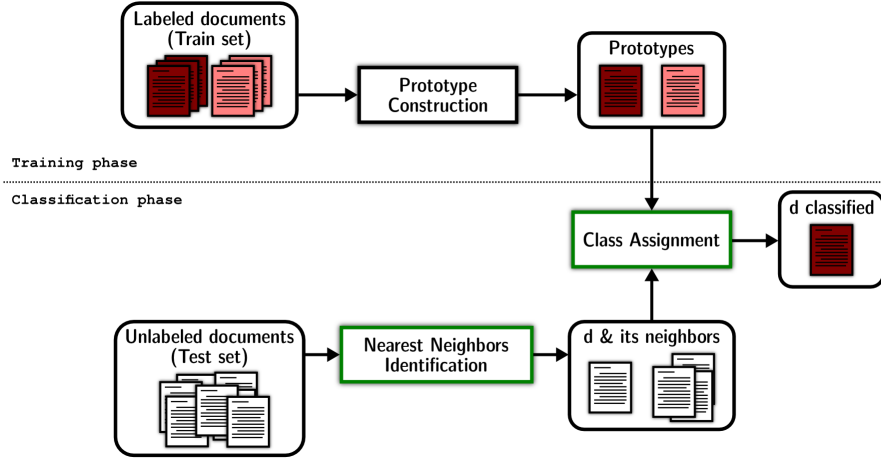 Labeled documents
(Train set)
Prototype
Construction
Prototypes
Training phase
Classification phase
Class Assignment
d classified
Unlabeled documents
(Test set)
Nearest Neighbors
Identification
d & its neighbors